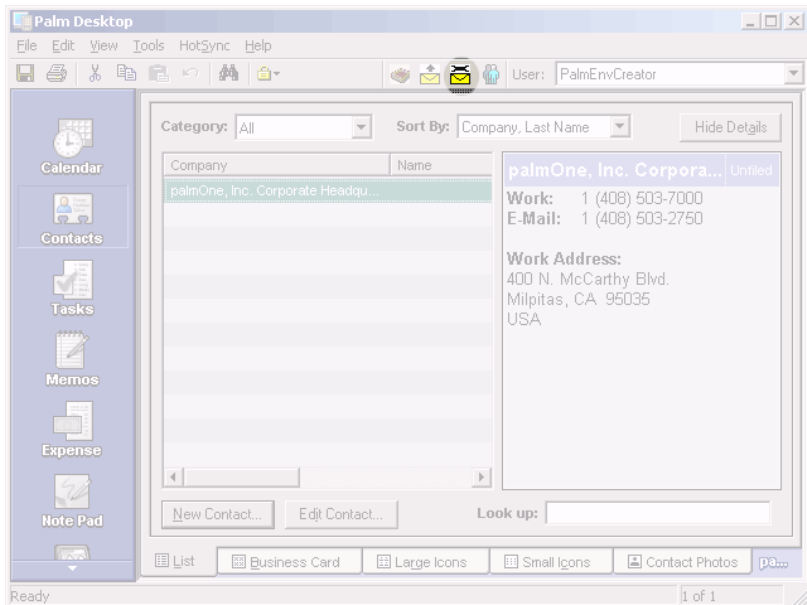 Palm Desktop
File Edit View Tools HotSync Help
User: PalmEnvCreator
Category: All Sort By: Company, Last Name Hide Details
Calendar
Contacts
Tasks
Memos
Expense
Note Pad
Company Name
palmOne, Inc. Corporate Headqu...
palmOne, Inc. Corpora... Unfiled
Work: 1 (408) 503-7000
E-Mail: 1 (408) 503-2750
Work Address:
400 N. McCarthy Blvd.
Milpitas, CA 95035
USA
New Contact... Edit Contact... Look up:
List Business Card Large Icons Small Icons Contact Photos pa...
Ready 1 of 1